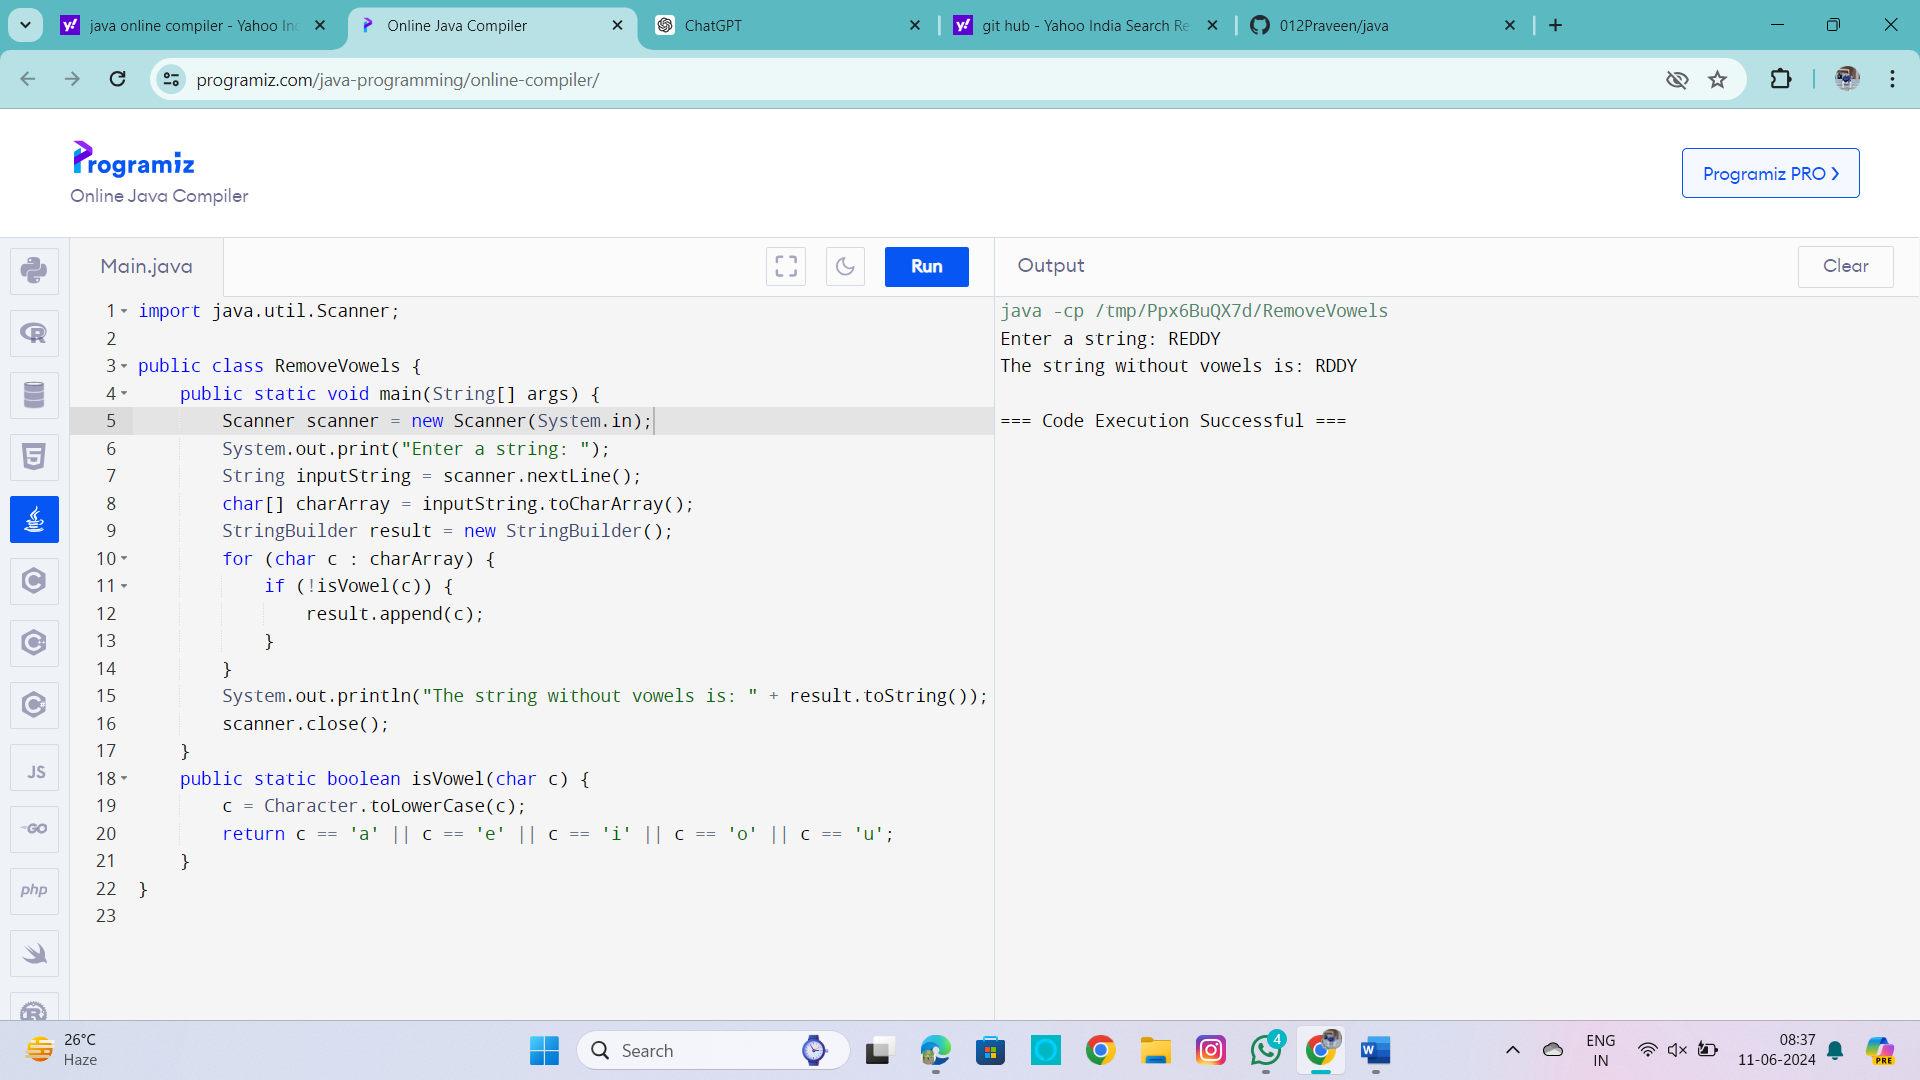 java online compiler - Yahoo In
Online Java Compiler
ChatGPT
git hub - Yahoo India Search Re
012Praveen/java
programiz.com/java-programming/online-compiler/
Programiz
Online Java Compiler
Programiz PRO ❯
Main.java
Run
Output
Clear
1 import java.util.Scanner;
2
3 public class RemoveVowels {
4     public static void main(String[] args) {
5         Scanner scanner = new Scanner(System.in);
6         System.out.print("Enter a string: ");
7         String inputString = scanner.nextLine();
8         char[] charArray = inputString.toCharArray();
9         StringBuilder result = new StringBuilder();
10         for (char c : charArray) {
11             if (!isVowel(c)) {
12                 result.append(c);
13             }
14         }
15         System.out.println("The string without vowels is: " + result.toString());
16         scanner.close();
17     }
18     public static boolean isVowel(char c) {
19         c = Character.toLowerCase(c);
20         return c == 'a' || c == 'e' || c == 'i' || c == 'o' || c == 'u';
21     }
22 }
23
java -cp /tmp/Ppx6BuQX7d/RemoveVowels
Enter a string: REDDY
The string without vowels is: RDDY
=== Code Execution Successful ===
JS
GO
php
26°C
Haze
Search
4
W
ENG
IN
08:37
11-06-2024
PRE